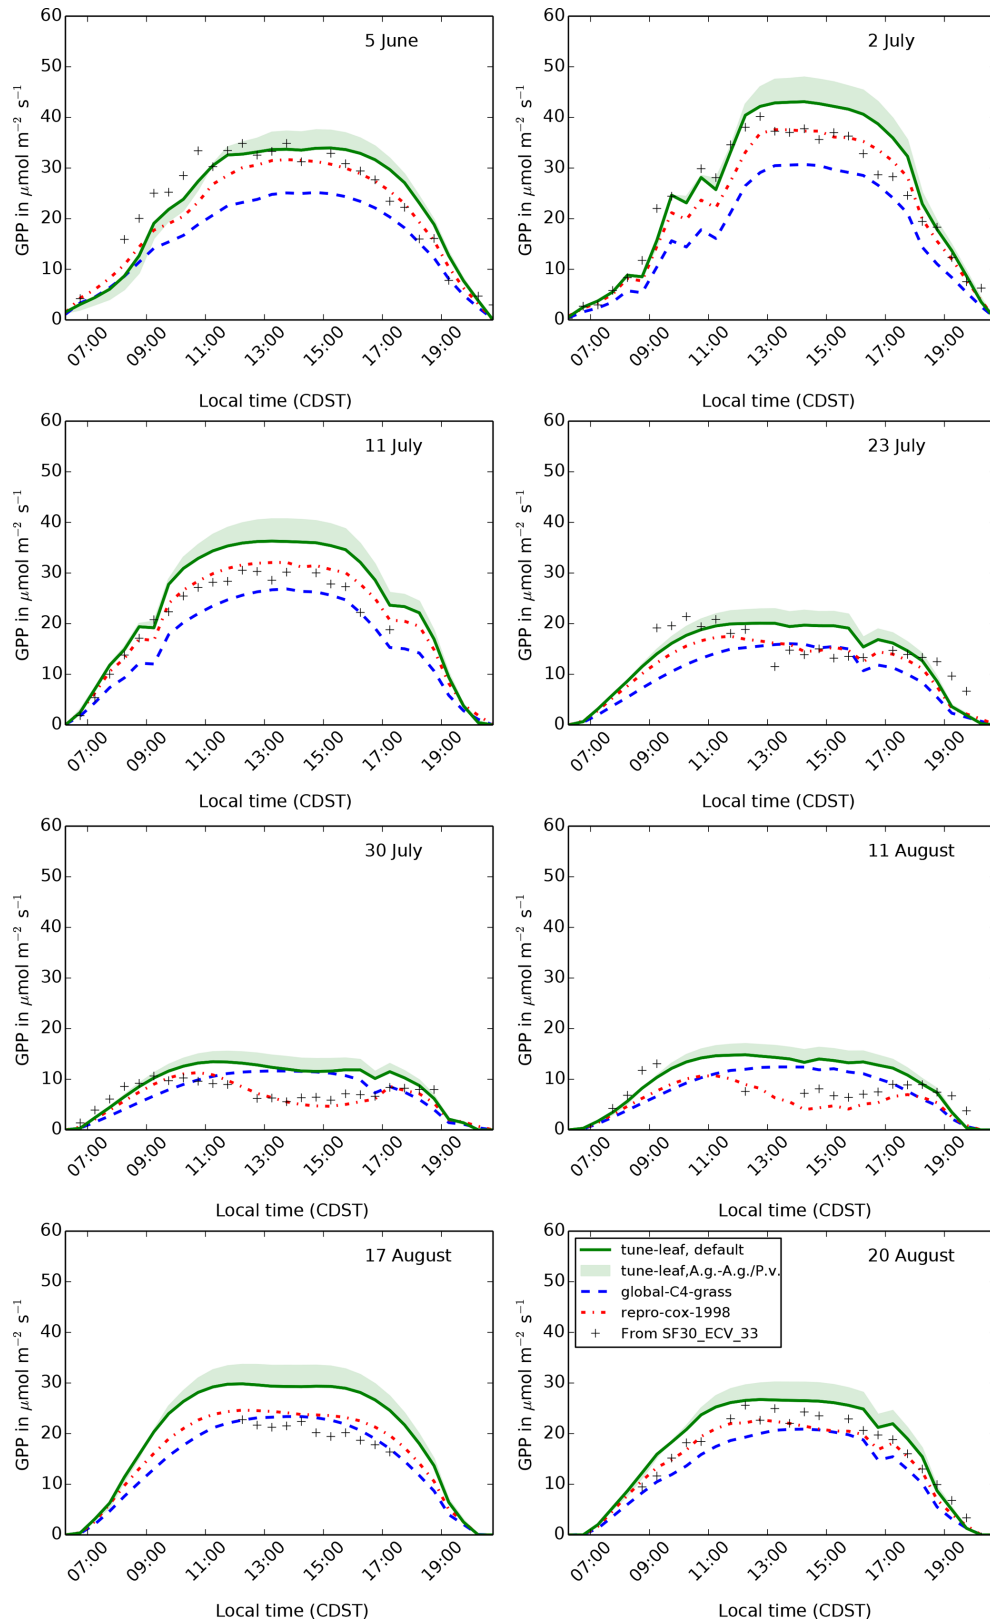 5 June
60
50
40
30
20
10
0
GPP in μmol m⁻² s⁻¹
07:00 09:00 11:00 13:00 15:00 17:00 19:00
Local time (CDST)
2 July
60
50
40
30
20
10
0
GPP in μmol m⁻² s⁻¹
07:00 09:00 11:00 13:00 15:00 17:00 19:00
Local time (CDST)
11 July
60
50
40
30
20
10
0
GPP in μmol m⁻² s⁻¹
07:00 09:00 11:00 13:00 15:00 17:00 19:00
Local time (CDST)
23 July
60
50
40
30
20
10
0
GPP in μmol m⁻² s⁻¹
07:00 09:00 11:00 13:00 15:00 17:00 19:00
Local time (CDST)
30 July
60
50
40
30
20
10
0
GPP in μmol m⁻² s⁻¹
07:00 09:00 11:00 13:00 15:00 17:00 19:00
Local time (CDST)
11 August
60
50
40
30
20
10
0
GPP in μmol m⁻² s⁻¹
07:00 09:00 11:00 13:00 15:00 17:00 19:00
Local time (CDST)
17 August
60
50
40
30
20
10
0
GPP in μmol m⁻² s⁻¹
07:00 09:00 11:00 13:00 15:00 17:00 19:00
Local time (CDST)
20 August
tune-leaf, default
tune-leaf,A.g.-A.g./P.v.
global-C4-grass
repro-cox-1998
From SF30_ECV_33
60
50
40
30
20
10
0
GPP in μmol m⁻² s⁻¹
07:00 09:00 11:00 13:00 15:00 17:00 19:00
Local time (CDST)